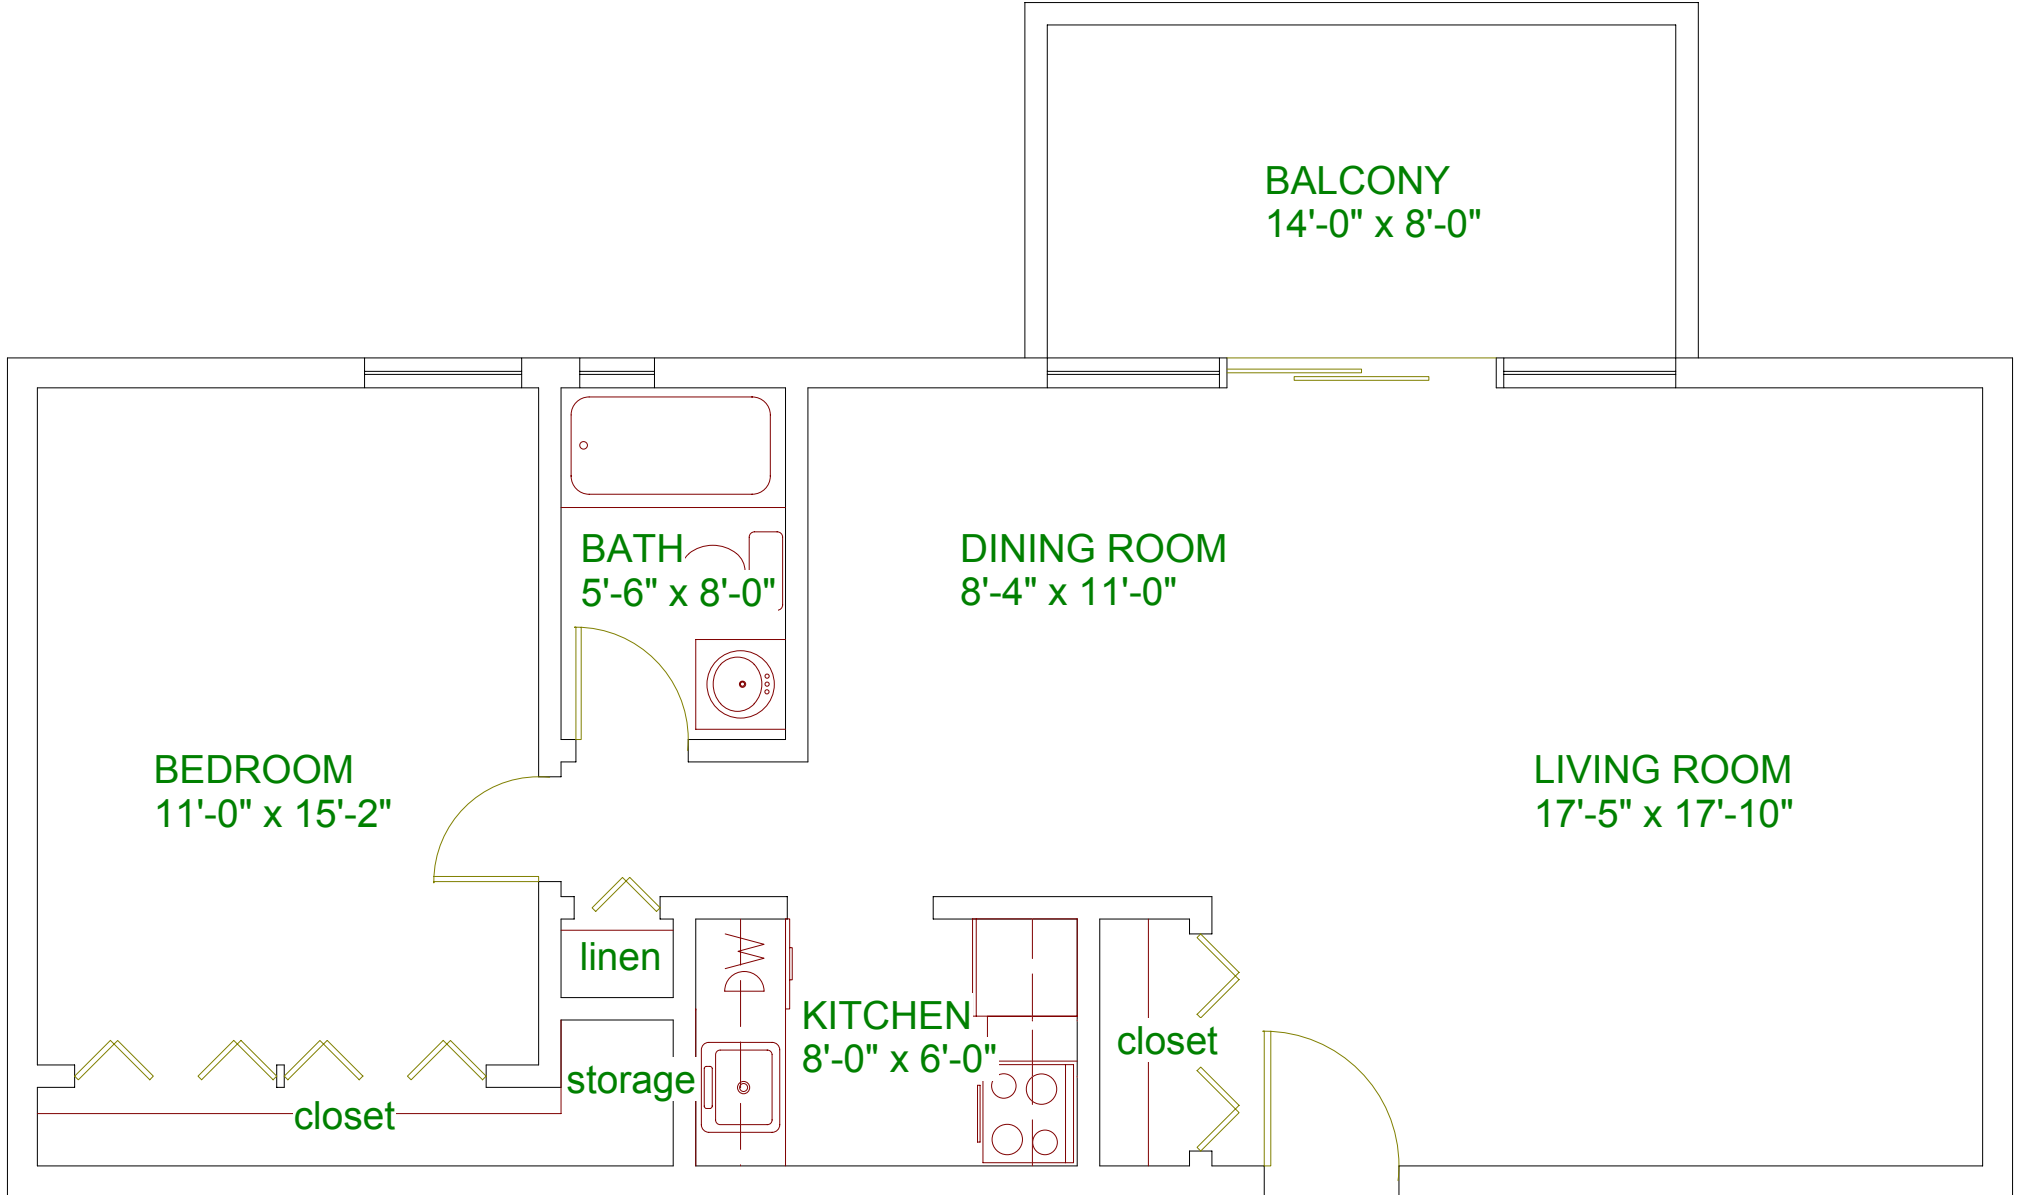 BALCONY
14'-0" x 8'-0"
BATH
5'-6" x 8'-0"
DINING ROOM
8'-4" x 11'-0"
BEDROOM
11'-0" x 15'-2"
LIVING ROOM
17'-5" x 17'-10"
linen
KITCHEN
8'-0" x 6'-0"
closet
storage
closet